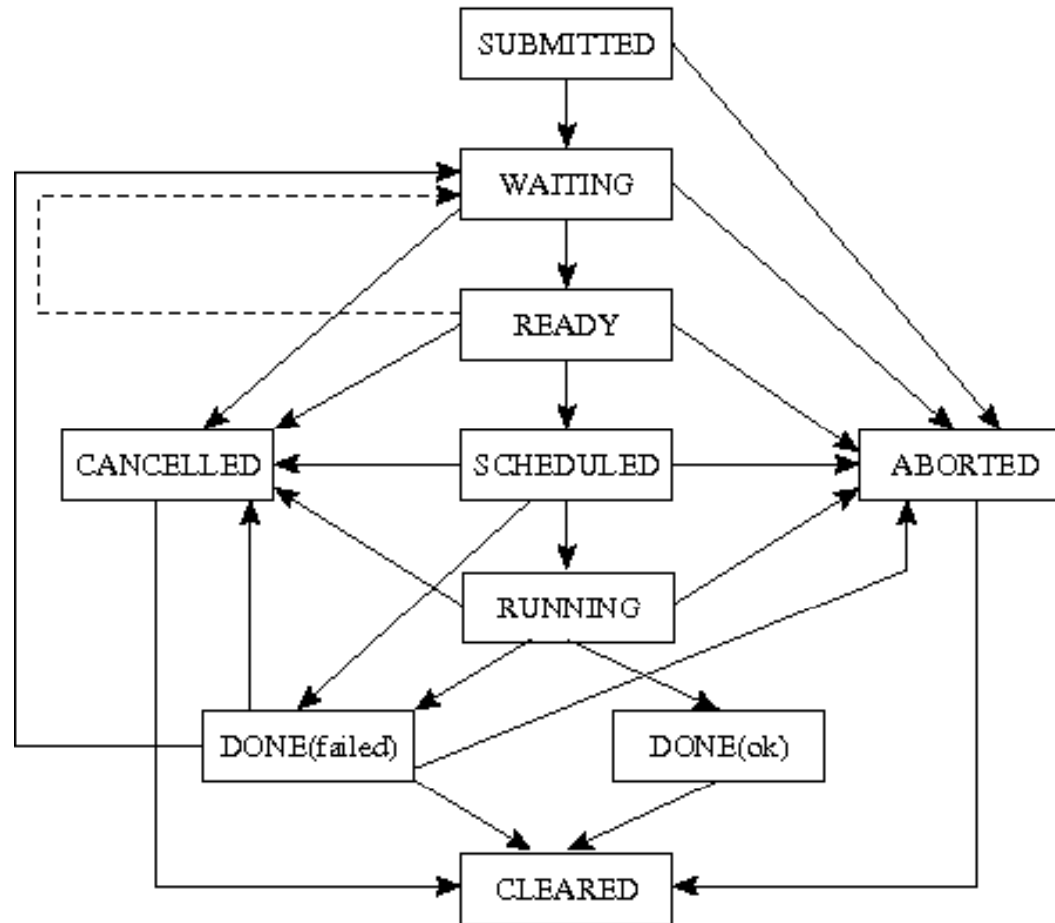 SUBMITTED
WAITING
READY
CANCELLED
SCHEDULED
ABORTED
RUNNING
DONE(failed)
DONE(ok)
CLEARED